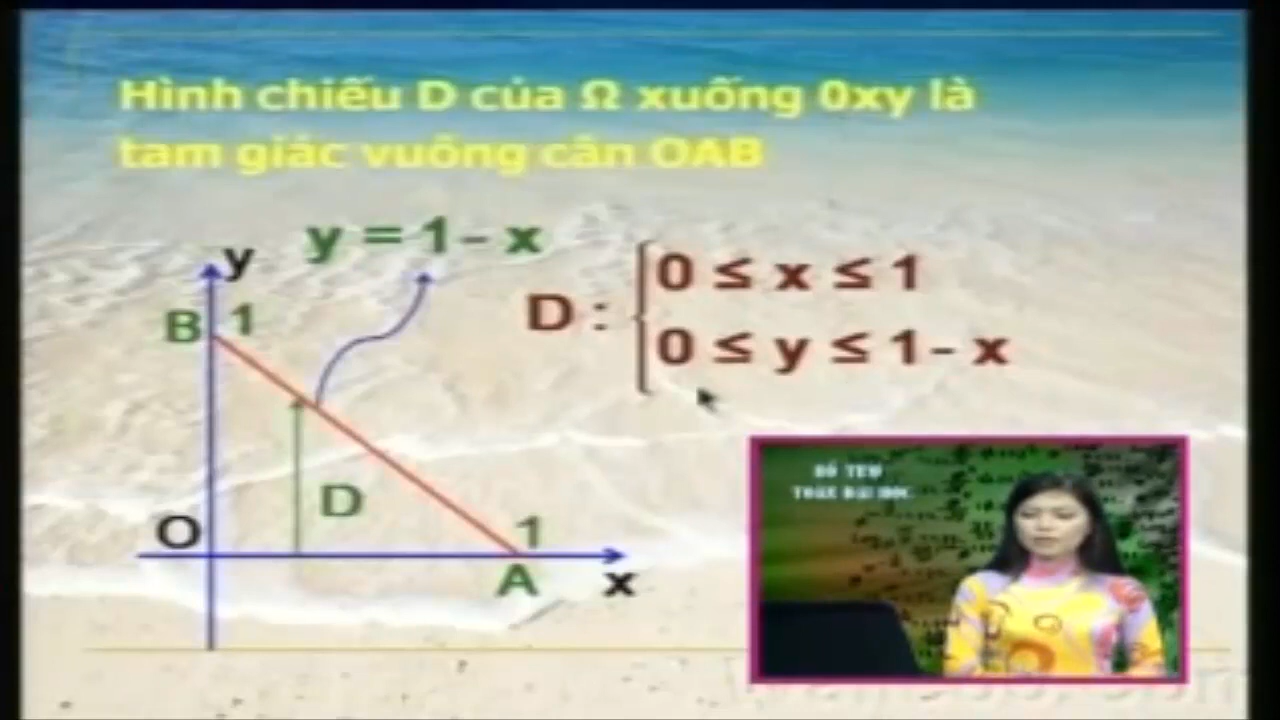 Hình chiếu D của Ω xuống 0xy là
tam giác vuông cân OAB
y = 1 - x
y
B 1
D : 0 ≤ x ≤ 1
0 ≤ y ≤ 1 - x
D
O
1
A
x